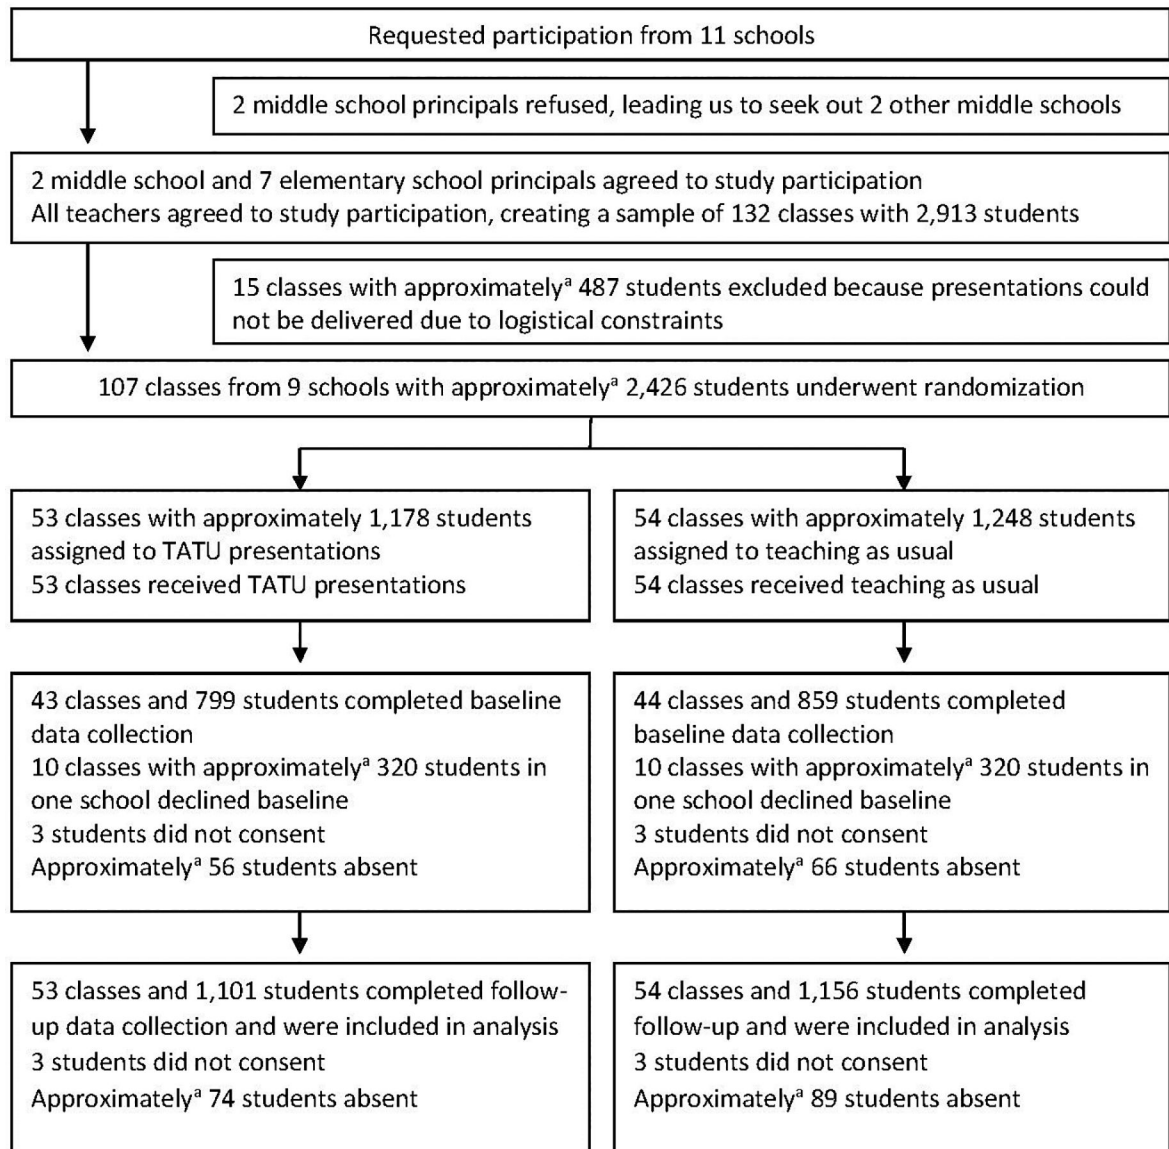 Requested participation from 11 schools
2 middle school principals refused, leading us to seek out 2 other middle schools
2 middle school and 7 elementary school principals agreed to study participation
All teachers agreed to study participation, creating a sample of 132 classes with 2,913 students
15 classes with approximatelyᵃ 487 students excluded because presentations could
not be delivered due to logistical constraints
107 classes from 9 schools with approximatelyᵃ 2,426 students underwent randomization
53 classes with approximately 1,178 students
assigned to TATU presentations
53 classes received TATU presentations
54 classes with approximately 1,248 students
assigned to teaching as usual
54 classes received teaching as usual
43 classes and 799 students completed baseline
data collection
10 classes with approximatelyᵃ 320 students in
one school declined baseline
3 students did not consent
Approximatelyᵃ 56 students absent
44 classes and 859 students completed
baseline data collection
10 classes with approximatelyᵃ 320 students in
one school declined baseline
3 students did not consent
Approximatelyᵃ 66 students absent
53 classes and 1,101 students completed follow-
up data collection and were included in analysis
3 students did not consent
Approximatelyᵃ 74 students absent
54 classes and 1,156 students completed
follow-up and were included in analysis
3 students did not consent
Approximatelyᵃ 89 students absent